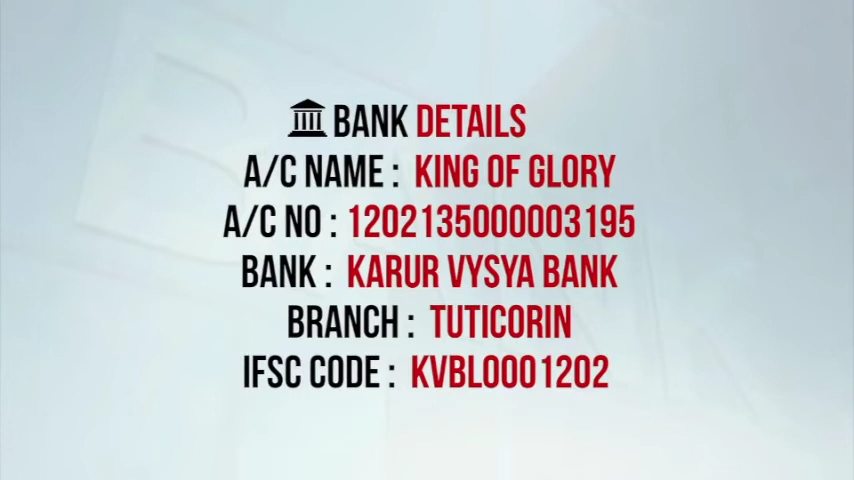 BANK DETAILS
A/C NAME : KING OF GLORY
A/C NO : 1202135000003195
BANK : KARUR VYSYA BANK
BRANCH : TUTICORIN
IFSC CODE : KVBL0001202